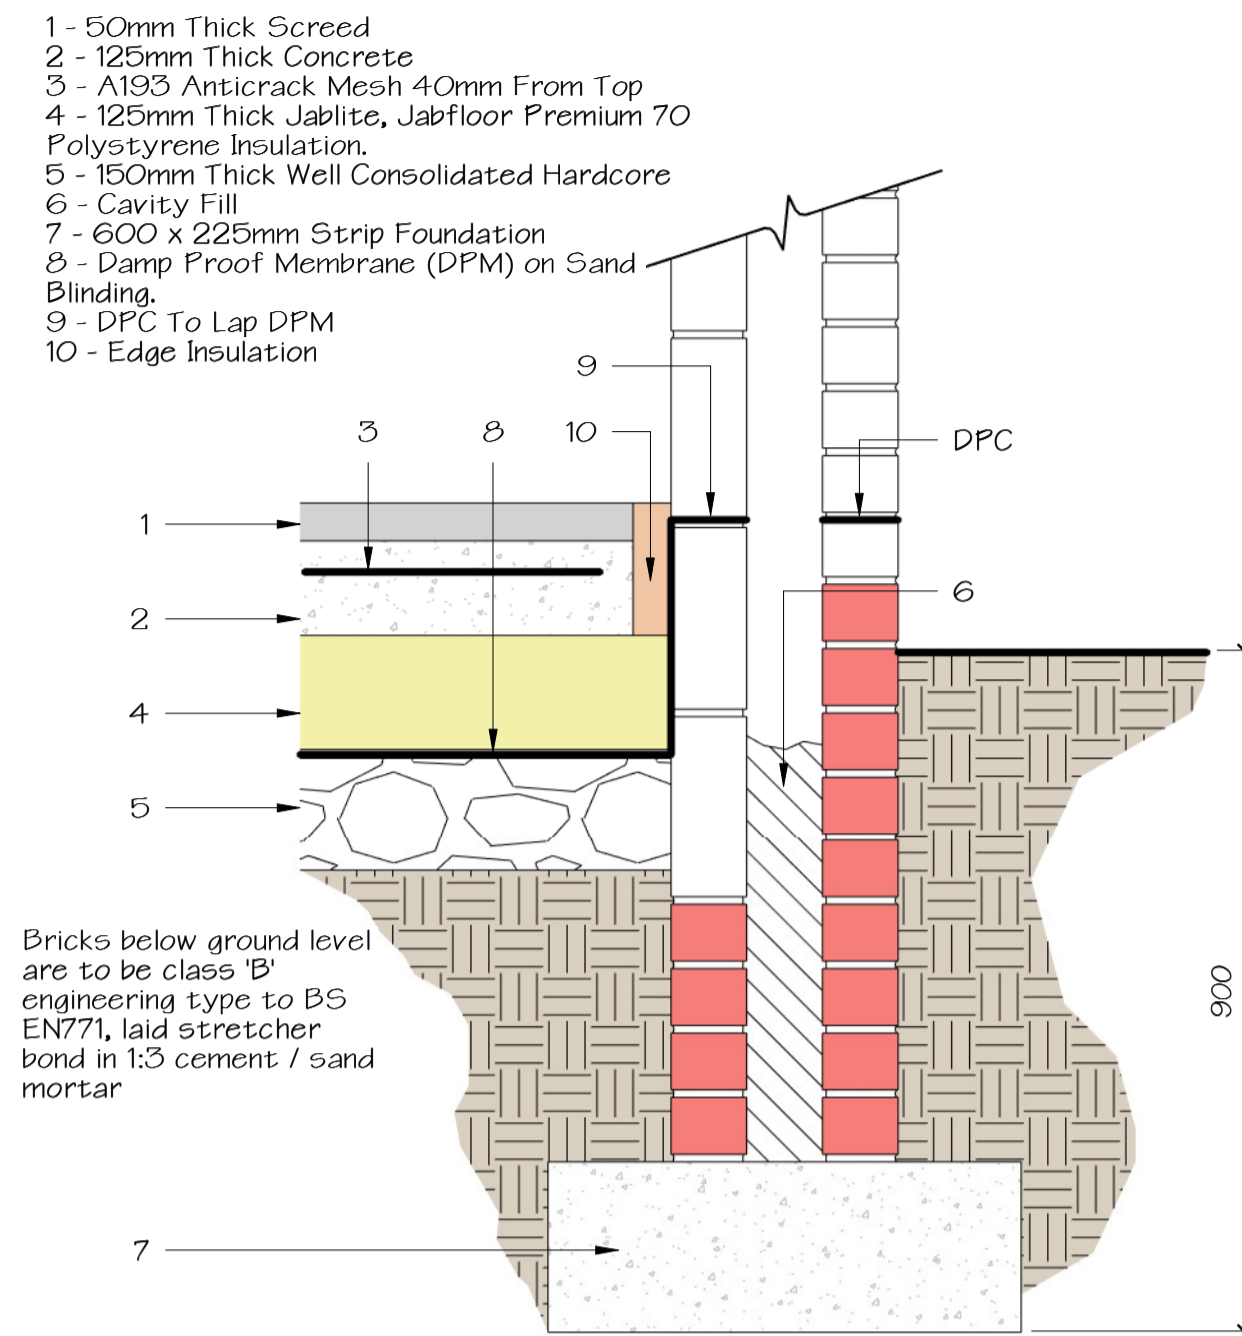 1 - 50mm Thick Screed
2 - 125mm Thick Concrete
3 - A193 Anticrack Mesh 40mm From Top
4 - 125mm Thick Jablite, Jabfloor Premium 70
Polystyrene Insulation.
5 - 150mm Thick Well Consolidated Hardcore
6 - Cavity Fill
7 - 600 x 225mm Strip Foundation
8 - Damp Proof Membrane (DPM) on Sand
Blinding.
9 - DPC To Lap DPM
10 - Edge Insulation
9
3
8
10
DPC
1
6
2
4
5
Bricks below ground level
are to be class 'B'
engineering type to BS
EN771, laid stretcher
bond in 1:3 cement / sand
mortar
900
7